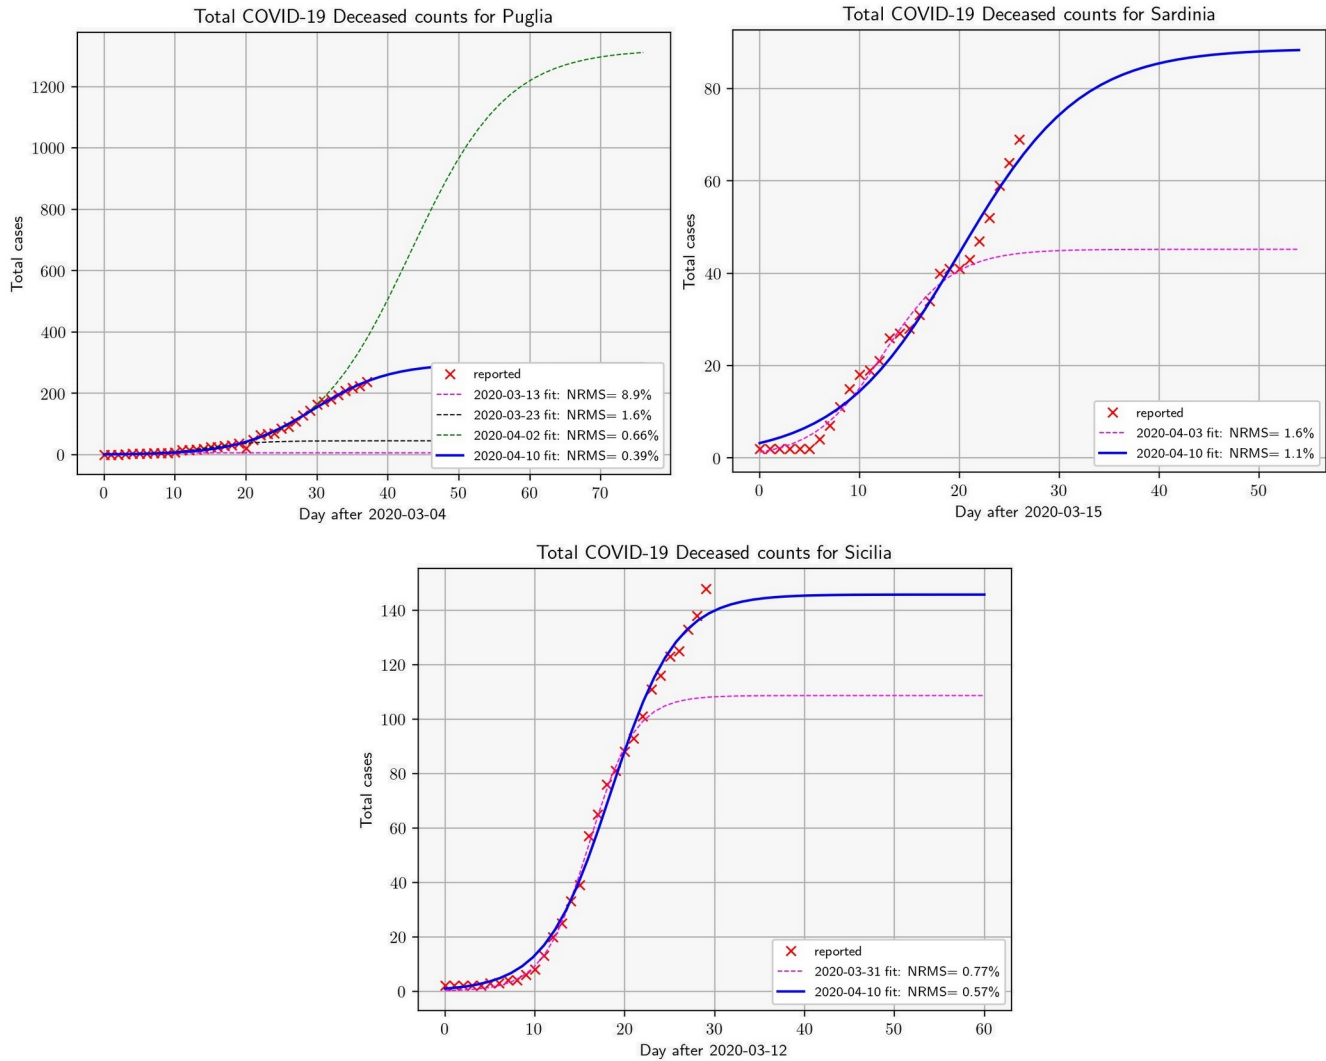 Total COVID-19 Deceased counts for Puglia
Total cases
1200
1000
800
600
400
200
0
reported
2020-03-13 fit: NRMS= 8.9%
2020-03-23 fit: NRMS= 1.6%
2020-04-02 fit: NRMS= 0.66%
2020-04-10 fit: NRMS= 0.39%
0 10 20 30 40 50 60 70
Day after 2020-03-04
Total COVID-19 Deceased counts for Sardinia
Total cases
80
60
40
20
0
reported
2020-04-03 fit: NRMS= 1.6%
2020-04-10 fit: NRMS= 1.1%
0 10 20 30 40 50
Day after 2020-03-15
Total COVID-19 Deceased counts for Sicilia
Total cases
140
120
100
80
60
40
20
0
reported
2020-03-31 fit: NRMS= 0.77%
2020-04-10 fit: NRMS= 0.57%
0 10 20 30 40 50 60
Day after 2020-03-12